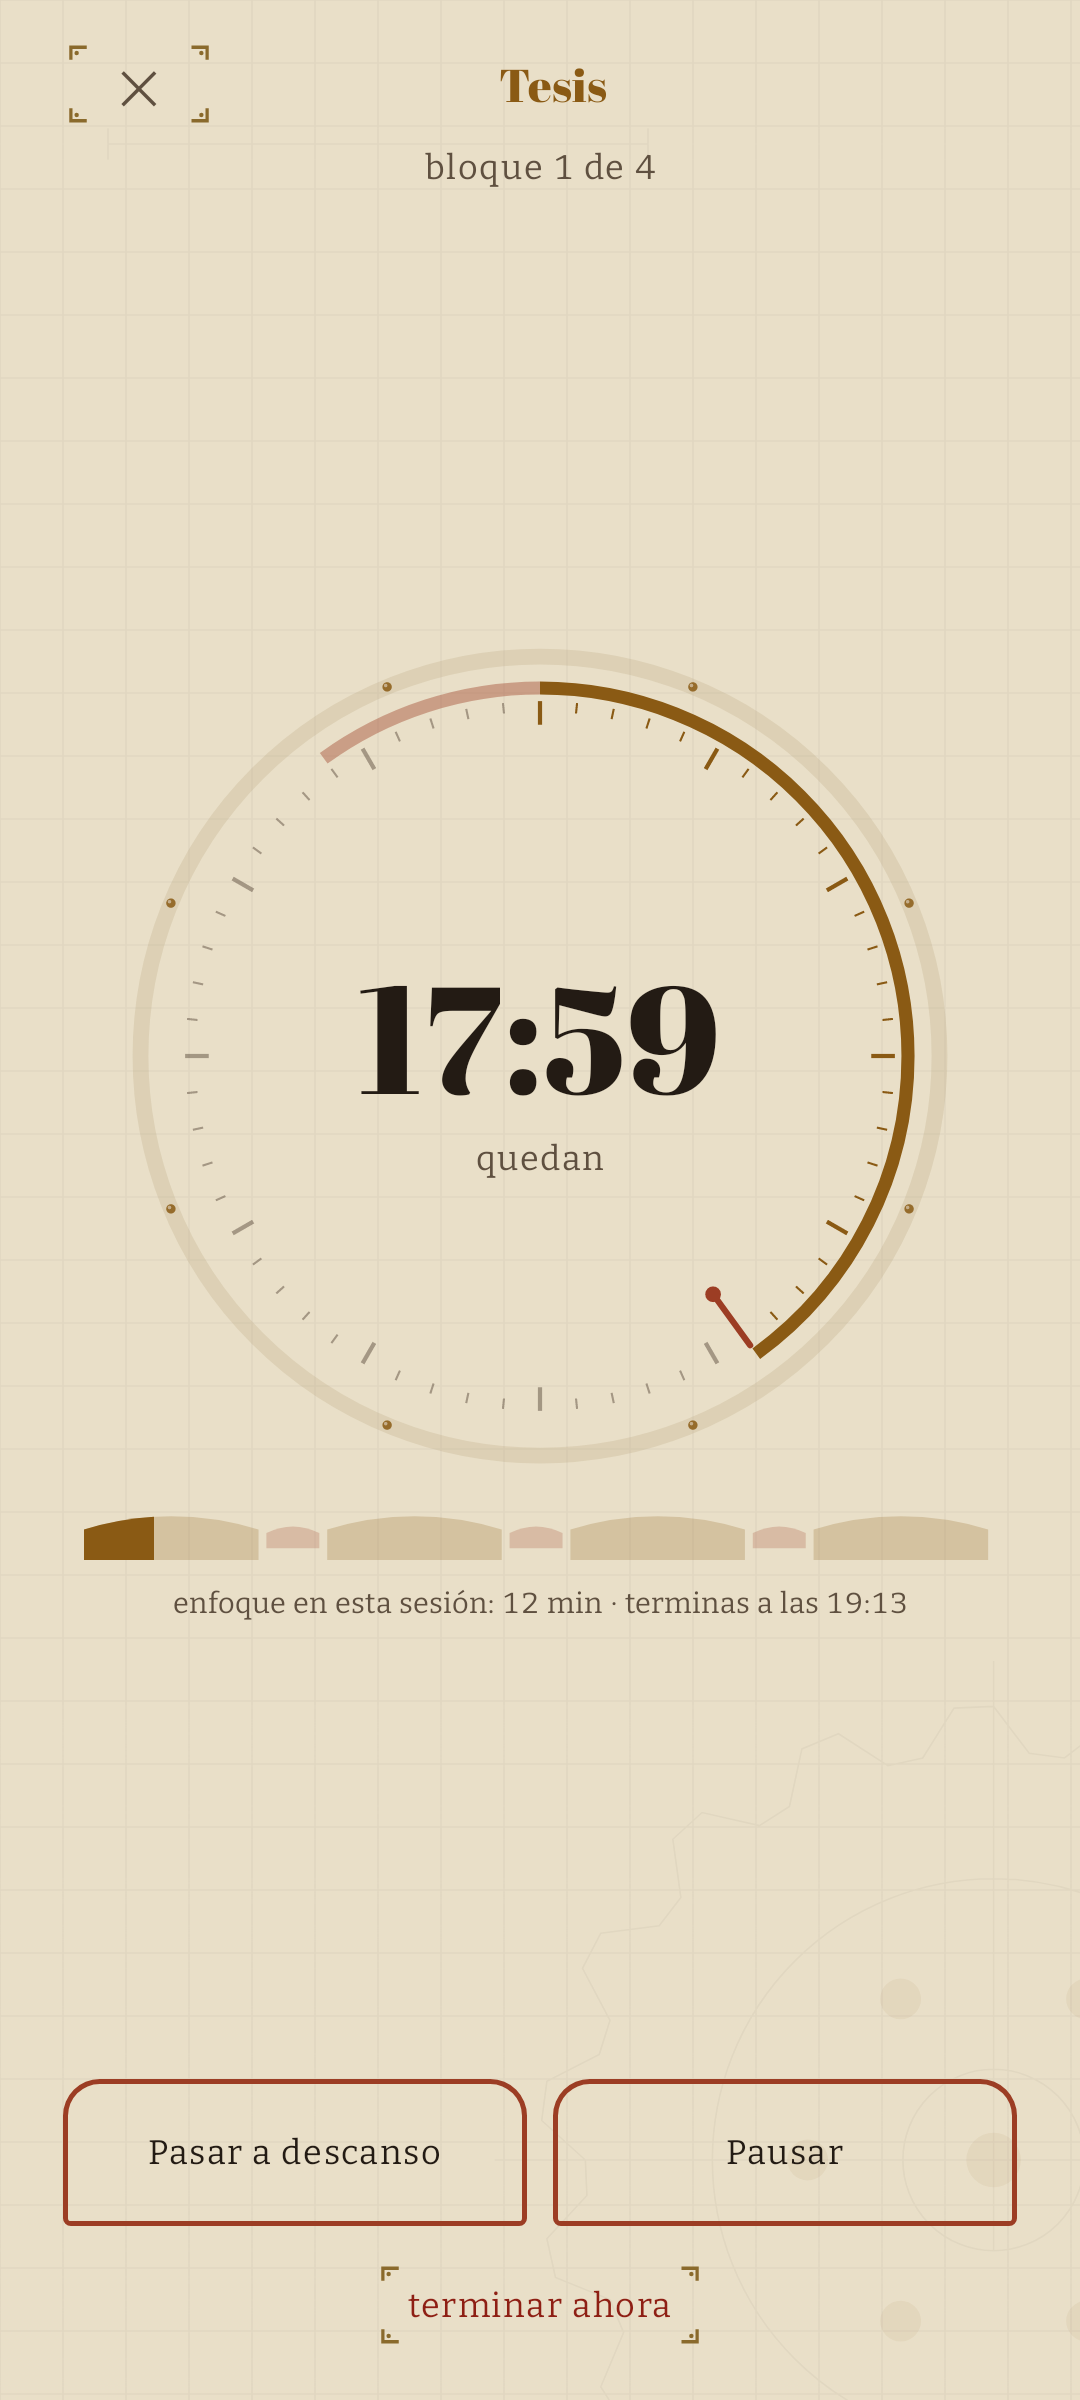 Tesis
bloque 1 de 4
17:59
quedan
enfoque en esta sesión: 12 min · terminas a las 19:13
Pasar a descanso
Pausar
terminar ahora